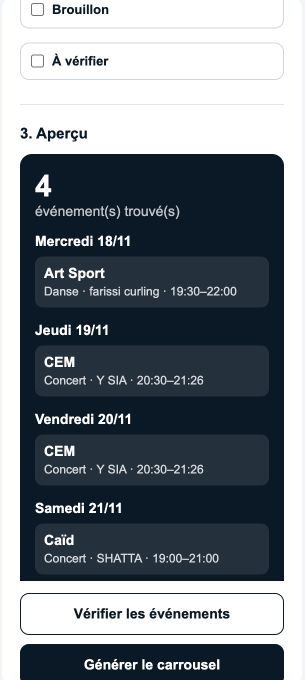 Brouillon
À vérifier
3. Aperçu
4
événement(s) trouvé(s)
Mercredi 18/11
Art Sport
Danse · farissi curling · 19:30–22:00
Jeudi 19/11
CEM
Concert · Y SIA · 20:30–21:26
Vendredi 20/11
CEM
Concert · Y SIA · 20:30–21:26
Samedi 21/11
Caïd
Concert · SHATTA · 19:00–21:00
Vérifier les événements
Générer le carrousel